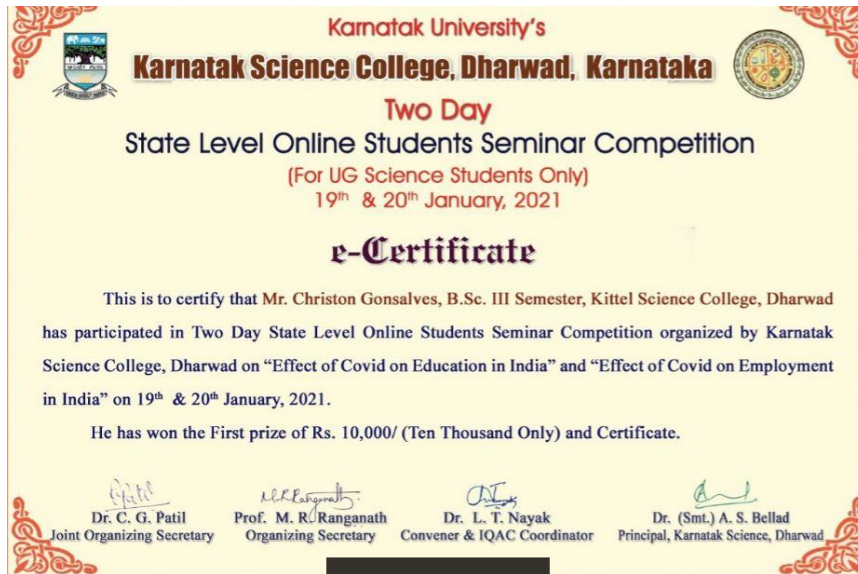 Karnatak University's
Karnatak Science College, Dharwad, Karnataka
Two Day
State Level Online Students Seminar Competition
(For UG Science Students Only)
19th & 20th January, 2021
e-Certificate
This is to certify that Mr. Christon Gonsalves, B.Sc. III Semester, Kittel Science College, Dharwad
has participated in Two Day State Level Online Students Seminar Competition organized by Karnatak
Science College, Dharwad on "Effect of Covid on Education in India" and "Effect of Covid on Employment
in India" on 19th & 20th January, 2021.
He has won the First prize of Rs. 10,000/ (Ten Thousand Only) and Certificate.
Dr. C. G. Patil
Joint Organizing Secretary
Prof. M. R. Ranganath
Organizing Secretary
Dr. L. T. Nayak
Convener & IQAC Coordinator
Dr. (Smt.) A. S. Bellad
Principal, Karnatak Science, Dharwad